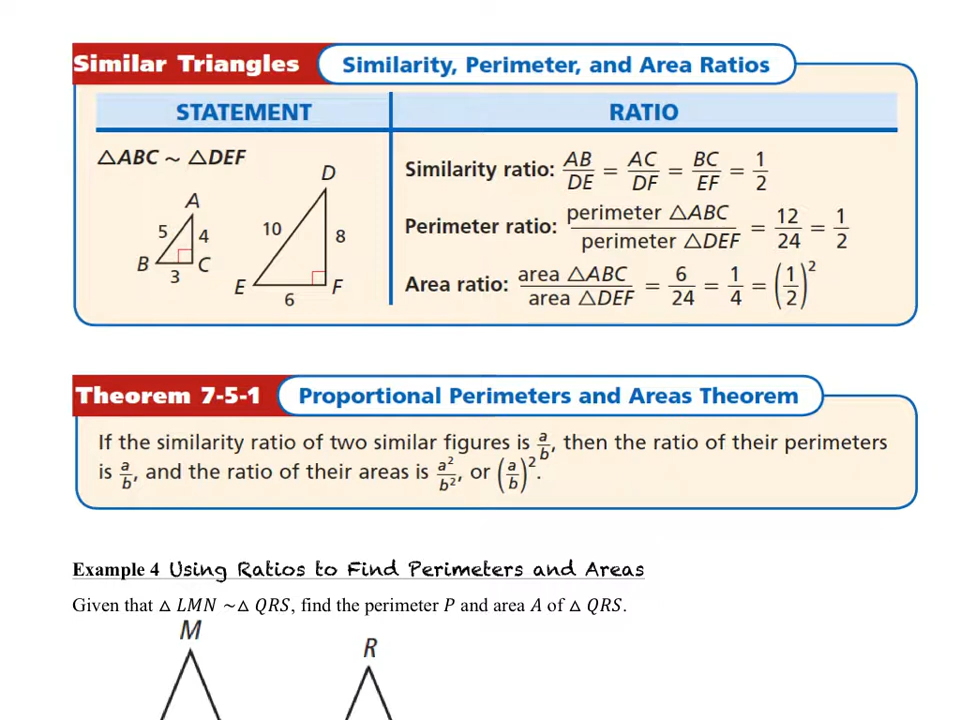 Similar Triangles Similarity, Perimeter, and Area Ratios
STATEMENT RATIO
△ABC ~ △DEF
A
5 4
B C
3
D
10 8
E F
6
Similarity ratio: AB/DE = AC/DF = BC/EF = 1/2
Perimeter ratio: perimeter △ABC/perimeter △DEF = 12/24 = 1/2
Area ratio: area △ABC/area △DEF = 6/24 = 1/4 = (1/2)²
Theorem 7-5-1 Proportional Perimeters and Areas Theorem
If the similarity ratio of two similar figures is a/b, then the ratio of their perimeters
is a/b, and the ratio of their areas is a²/b², or (a/b)².
Example 4 Using Ratios to Find Perimeters and Areas
Given that △ LMN ~△ QRS, find the perimeter P and area A of △ QRS.
M
R